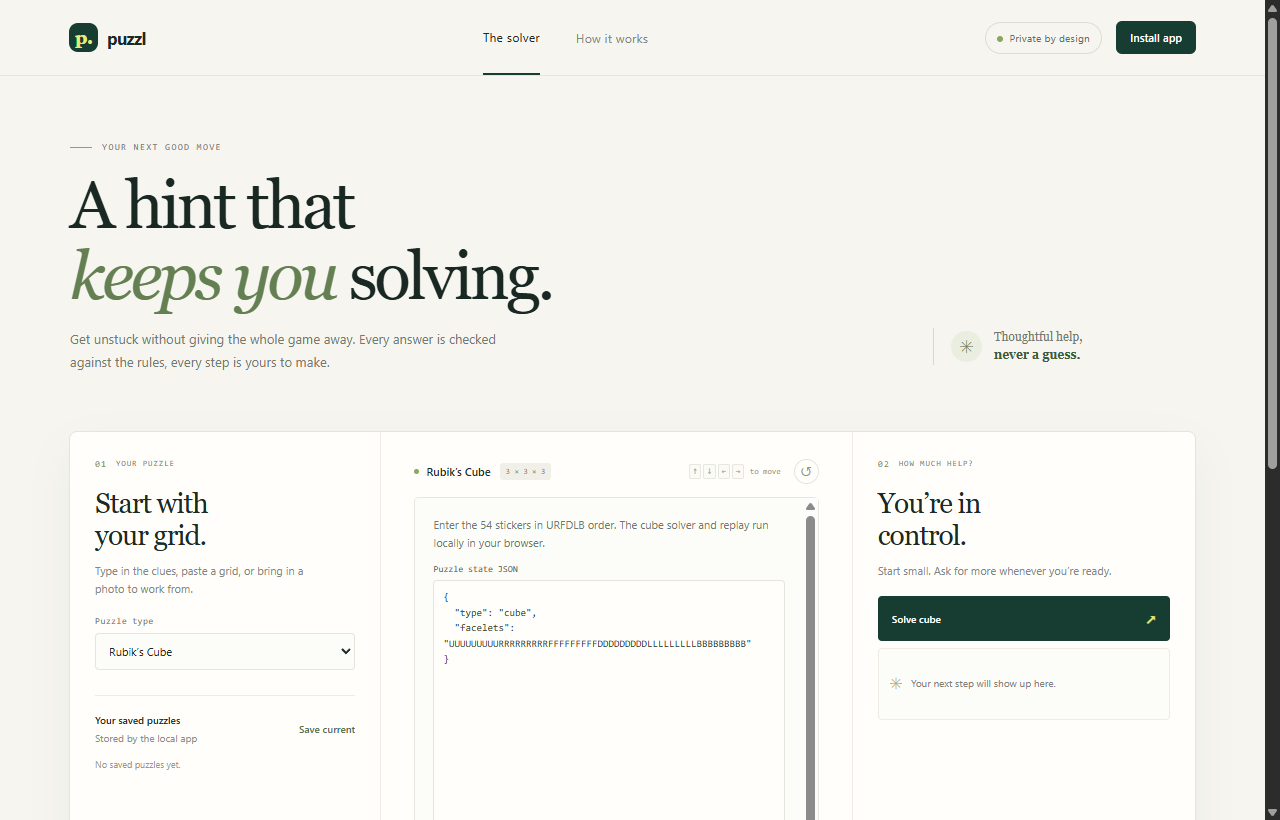 p. puzzl
The solver
How it works
Private by design
Install app
YOUR NEXT GOOD MOVE
A hint that
keeps you solving.
Get unstuck without giving the whole game away. Every answer is checked
against the rules, every step is yours to make.
Thoughtful help,
never a guess.
01 YOUR PUZZLE
Start with
your grid.
Type in the clues, paste a grid, or bring in a
photo to work from.
Puzzle type
Rubik's Cube
Your saved puzzles
Stored by the local app
Save current
No saved puzzles yet.
Rubik's Cube 3 × 3 × 3
↑ ↓ ← → to move
Enter the 54 stickers in URFDLB order. The cube solver and replay run
locally in your browser.
Puzzle state JSON
{
"type": "cube",
"facelets":
"UUUUUUUUURRRRRRRRRFFFFFFFFFDDDDDDDDDLLLLLLLLLBBBBBBBBB"
}
02 HOW MUCH HELP?
You’re in
control.
Start small. Ask for more whenever you’re ready.
Solve cube ↗
Your next step will show up here.